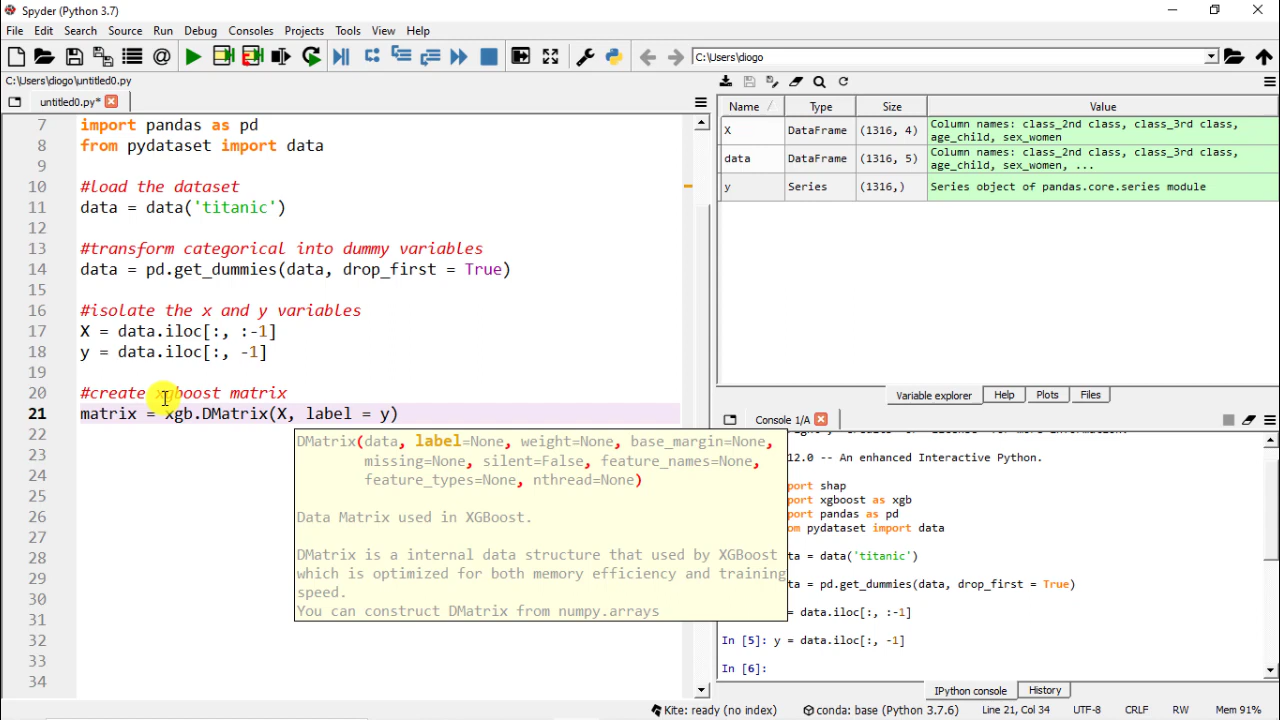 Spyder (Python 3.7)
File Edit Search Source Run Debug Consoles Projects Tools View Help
C:\Users\diogo
C:\Users\diogo\untitled0.py
untitled0.py*
7 import pandas as pd
8 from pydataset import data
9
10 #load the dataset
11 data = data('titanic')
12
13 #transform categorical into dummy variables
14 data = pd.get_dummies(data, drop_first = True)
15
16 #isolate the x and y variables
17 X = data.iloc[:, :-1]
18 y = data.iloc[:, -1]
19
20 #create xgboost matrix
21 matrix = xgb.DMatrix(X, label = y)
22
23
24
25
26
27
28
29
30
31
32
33
34
DMatrix(data, label=None, weight=None, base_margin=None,
missing=None, silent=False, feature_names=None,
feature_types=None, nthread=None)
Data Matrix used in XGBoost.
DMatrix is a internal data structure that used by XGBoost
which is optimized for both memory efficiency and training
speed.
You can construct DMatrix from numpy.arrays
Name Type Size Value
X DataFrame (1316, 4) Column names: class_2nd class, class_3rd class,
age_child, sex_women
data DataFrame (1316, 5) Column names: class_2nd class, class_3rd class,
age_child, sex_women, ...
y Series (1316,) Series object of pandas.core.series module
Variable explorer Help Plots Files
Console 1/A
12.0 -- An enhanced Interactive Python.
port shap
port xgboost as xgb
port pandas as pd
om pydataset import data
ta = data('titanic')
ta = pd.get_dummies(data, drop_first = True)
= data.iloc[:, :-1]
In [5]: y = data.iloc[:, -1]
In [6]:
IPython console History
Kite: ready (no index) conda: base (Python 3.7.6) Line 21, Col 34 UTF-8 CRLF RW Mem 91%